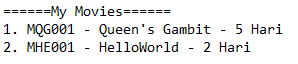 ======My Movies======
1. MQG001 - Queen's Gambit - 5 Hari
2. MHE001 - HelloWorld - 2 Hari